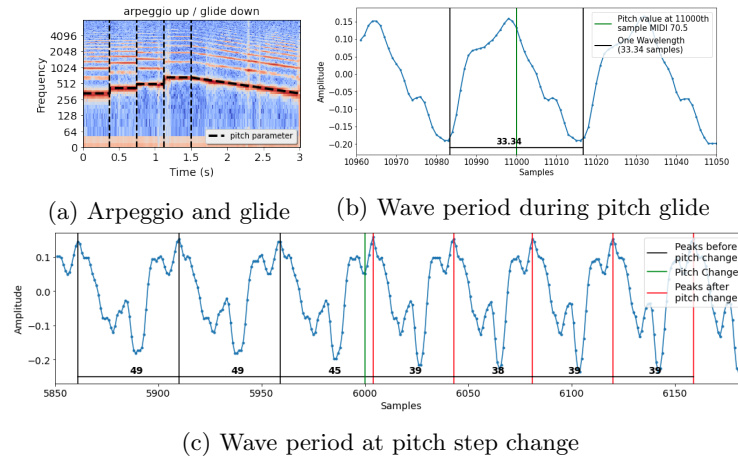 arpeggio up / glide down
4096
2048
1024
512
256
128
64
0
Frequency
pitch parameter
0 0.5 1 1.5 2 2.5 3
Time (s)
(a) Arpeggio and glide
0.15
0.10
0.05
0.00
−0.05
−0.10
−0.15
−0.20
Amplitude
Pitch value at 11000th
sample MIDI 70.5
One Wavelength
(33.34 samples)
33.34
10960 10970 10980 10990 11000 11010 11020 11030 11040 11050
Samples
(b) Wave period during pitch glide
0.1
0.0
−0.1
−0.2
Amplitude
Peaks before
pitch change
Pitch Change
Peaks after
pitch change
49 49 45 39 38 39 39
5850 5900 5950 6000 6050 6100 6150
Samples
(c) Wave period at pitch step change